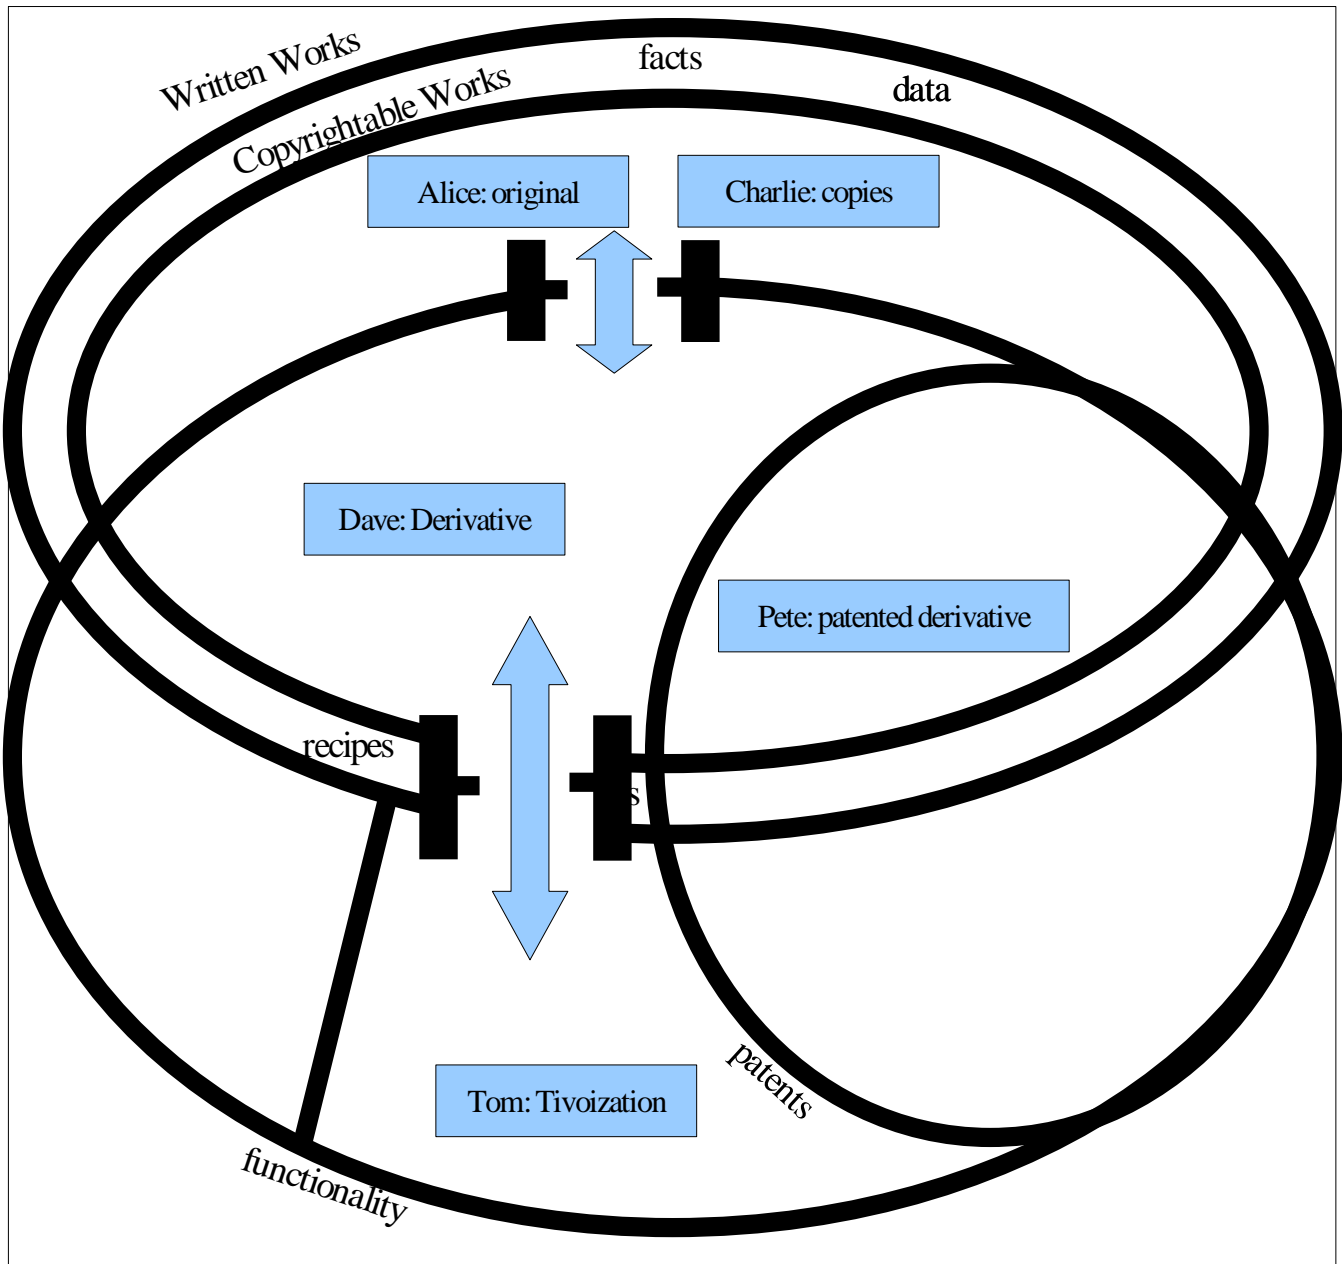 Written Works
facts
Copyrightable Works
data
Alice: original
Charlie: copies
Dave: Derivative
Pete: patented derivative
recipes
s
patents
Tom: Tivoization
functionality